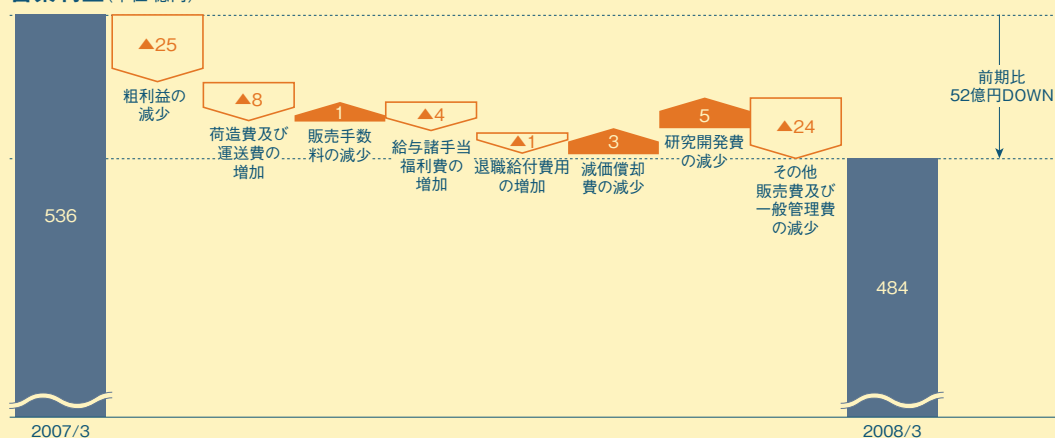 ▲25
粗利益の
減少
▲8
荷造費及び
運送費の
増加
1
販売手数
料の減少
▲4
給与諸手当
福利費の
増加
▲1
退職給付費用
の増加
3
減価償却
費の減少
5
研究開発費
の減少
▲24
その他
販売費及び
一般管理費
の減少
前期比
52億円DOWN
536
484
2007/3
2008/3